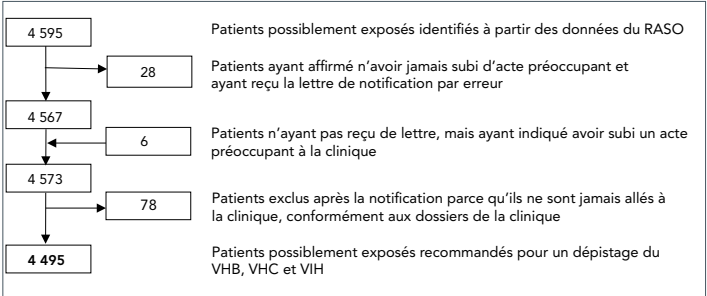 4 595
Patients possiblement exposés identifiés à partir des données du RASO
28
Patients ayant affirmé n'avoir jamais subi d'acte préoccupant et
ayant reçu la lettre de notification par erreur
4 567
6
Patients n'ayant pas reçu de lettre, mais ayant indiqué avoir subi un acte
préoccupant à la clinique
4 573
78
Patients exclus après la notification parce qu'ils ne sont jamais allés à
la clinique, conformément aux dossiers de la clinique
4 495
Patients possiblement exposés recommandés pour un dépistage du
VHB, VHC et VIH